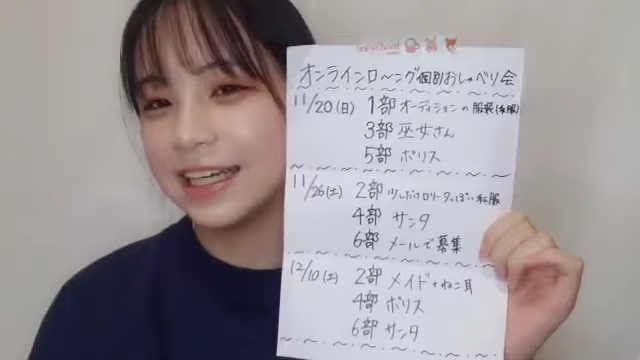 オンラインロ〜ング個別おしゃべり会
11/20(日) 1部 オーディションの服装(私服)
3部 巫女さん
5部 ポリス
11/26(土) 2部 少しだけロリータっぽい私服
4部 サンタ
6部 メールで募集
12/10(土) 2部 メイド+ねこ耳
4部 ポリス
6部 サンタ